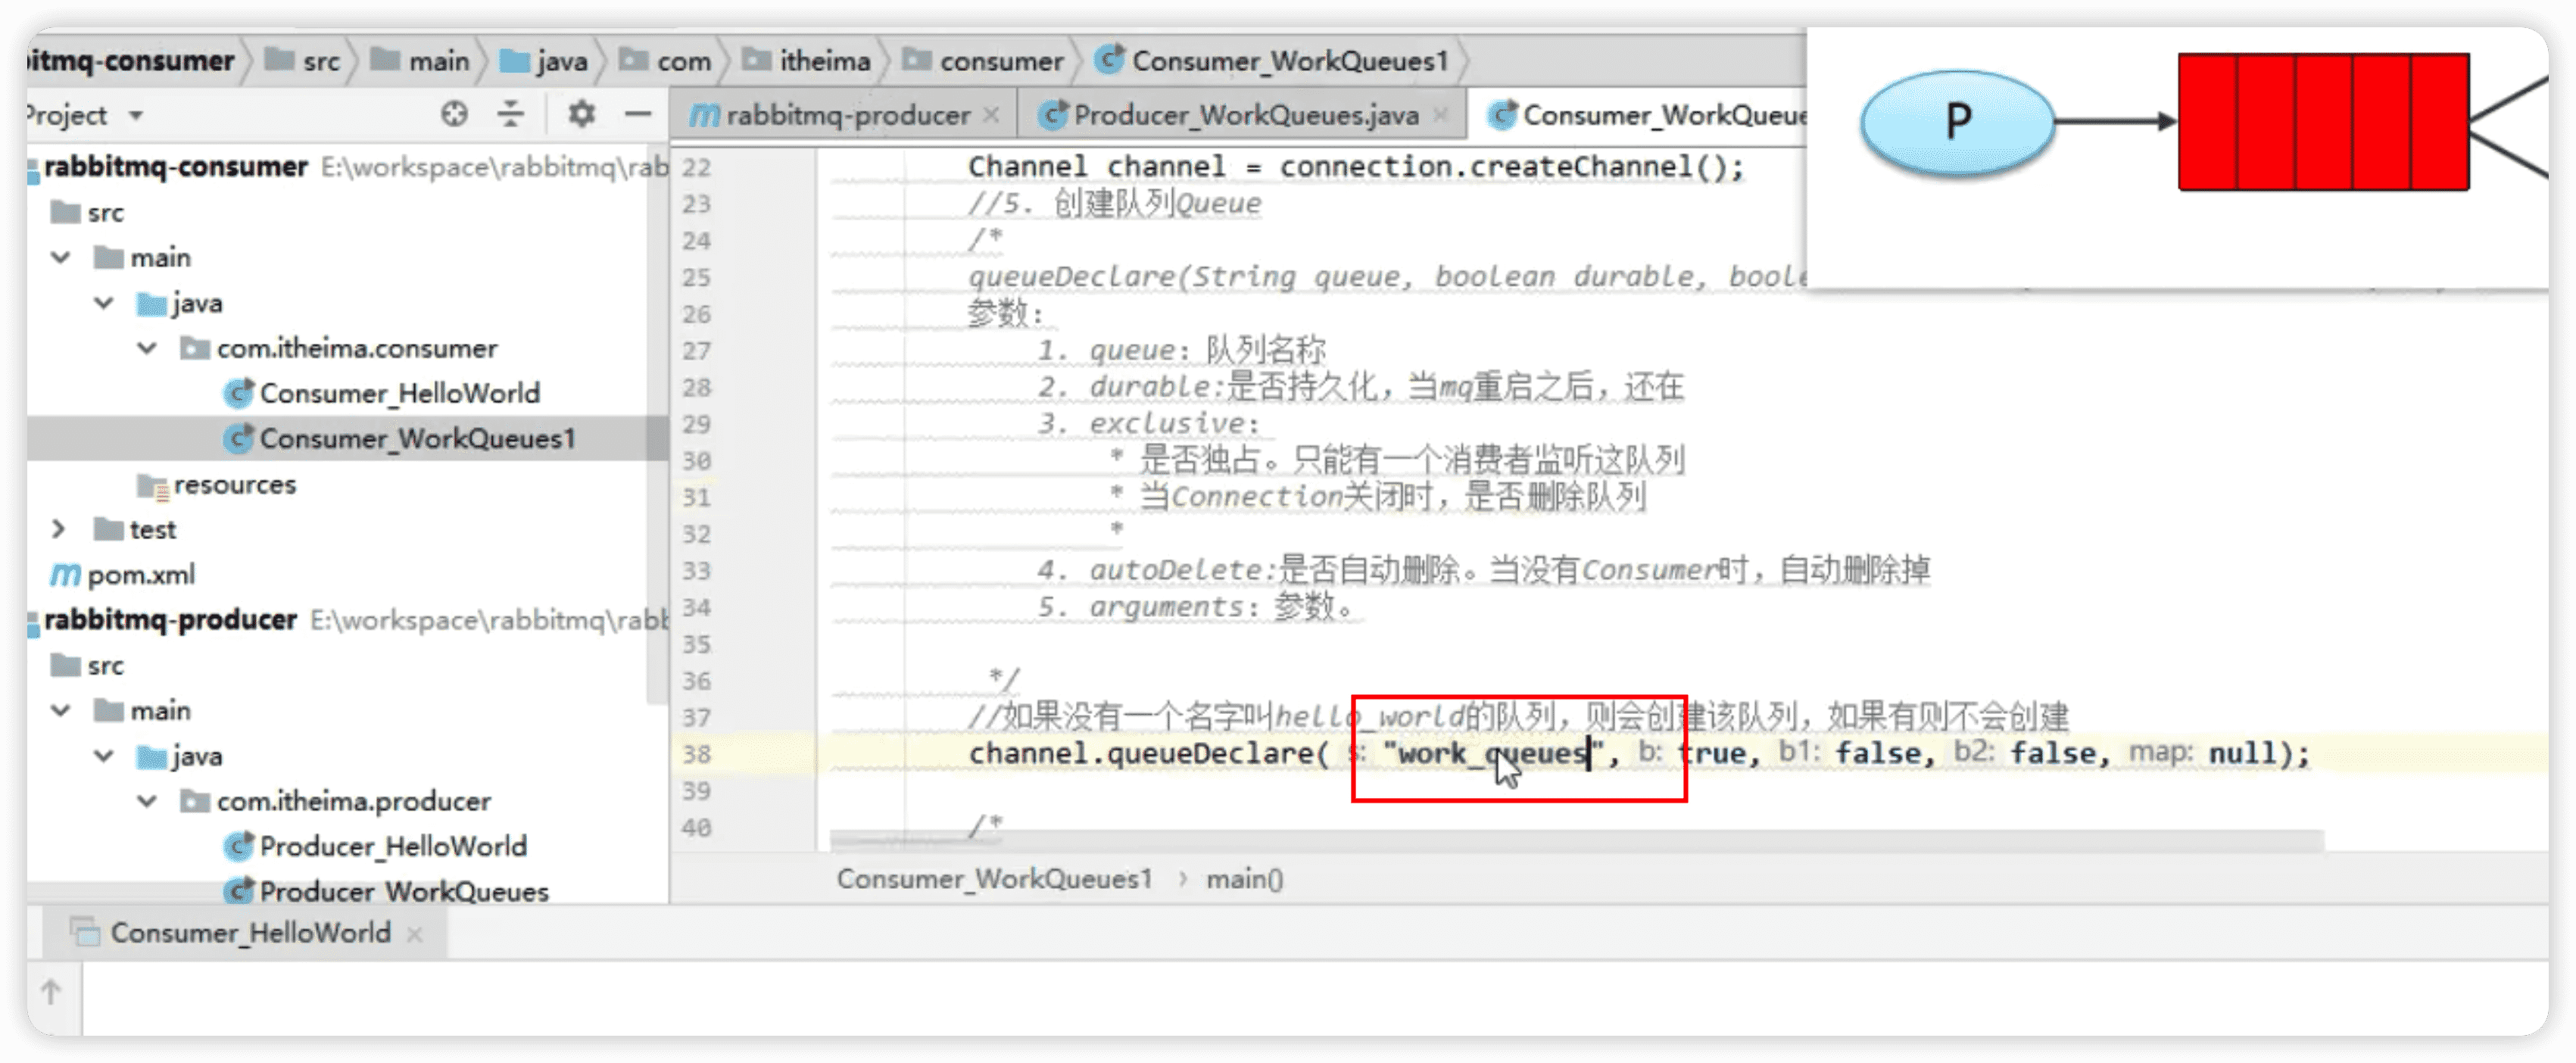 itmq-consumer src main java com itheima consumer Consumer_WorkQueues1
Project
rabbitmq-producer Producer_WorkQueues.java Consumer_WorkQueue
P
rabbitmq-consumer E:\workspace\rabbitmq\rab
src
main
java
com.itheima.consumer
Consumer_HelloWorld
Consumer_WorkQueues1
resources
test
pom.xml
rabbitmq-producer E:\workspace\rabbitmq\rabb
src
main
java
com.itheima.producer
Producer_HelloWorld
Producer_WorkQueues
22 Channel channel = connection.createChannel();
23 //5. 创建队列Queue
24 /*
25 queueDeclare(String queue, boolean durable, boole
26 参数：
27 1. queue：队列名称
28 2. durable:是否持久化，当mq重启之后，还在
29 3. exclusive：
30 * 是否独占。只能有一个消费者监听这队列
31 * 当Connection关闭时，是否删除队列
32 *
33 4. autoDelete:是否自动删除。当没有Consumer时，自动删除掉
34 5. arguments：参数。
35
36 */
37 //如果没有一个名字叫hello_world的队列，则会创建该队列，如果有则不会创建
38 channel.queueDeclare( s: "work_queues", b: true, b1: false, b2: false, map: null);
39
40 /*
Consumer_WorkQueues1 › main()
Consumer_HelloWorld